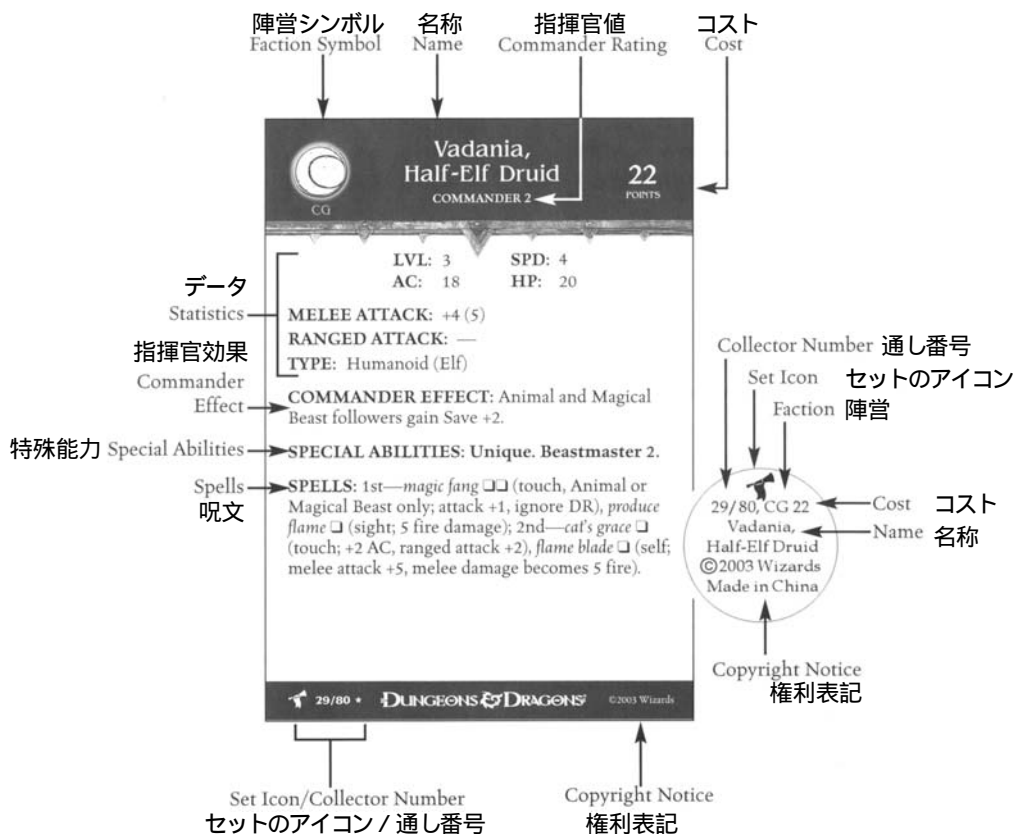 陣営シンボル 名称 指揮官値 コスト
Faction Symbol Name Commander Rating Cost
Vadania,
Half-Elf Druid
COMMANDER 2
22
POINTS
CG
LVL: 3 SPD: 4
AC: 18 HP: 20
MELEE ATTACK: +4 (5)
RANGED ATTACK: —
TYPE: Humanoid (Elf)
COMMANDER EFFECT: Animal and Magical
Beast followers gain Save +2.
SPECIAL ABILITIES: Unique. Beastmaster 2.
SPELLS: 1st—magic fang ❏❏ (touch, Animal or
Magical Beast only; attack +1, ignore DR), produce
flame ❏ (sight; 5 fire damage); 2nd—cat's grace ❏
(touch; +2 AC, ranged attack +2), flame blade ❏ (self;
melee attack +5, melee damage becomes 5 fire).
29/80 ★ DUNGEONS & DRAGONS ©2003 Wizards
データ
Statistics
指揮官効果
Commander
Effect
特殊能力 Special Abilities
Spells
呪文
Collector Number 通し番号
Set Icon セットのアイコン
Faction 陣営
29/80, CG 22
Vadania,
Half-Elf Druid
©2003 Wizards
Made in China
Cost コスト
Name 名称
Copyright Notice
権利表記
Set Icon/Collector Number
セットのアイコン / 通し番号
Copyright Notice
権利表記